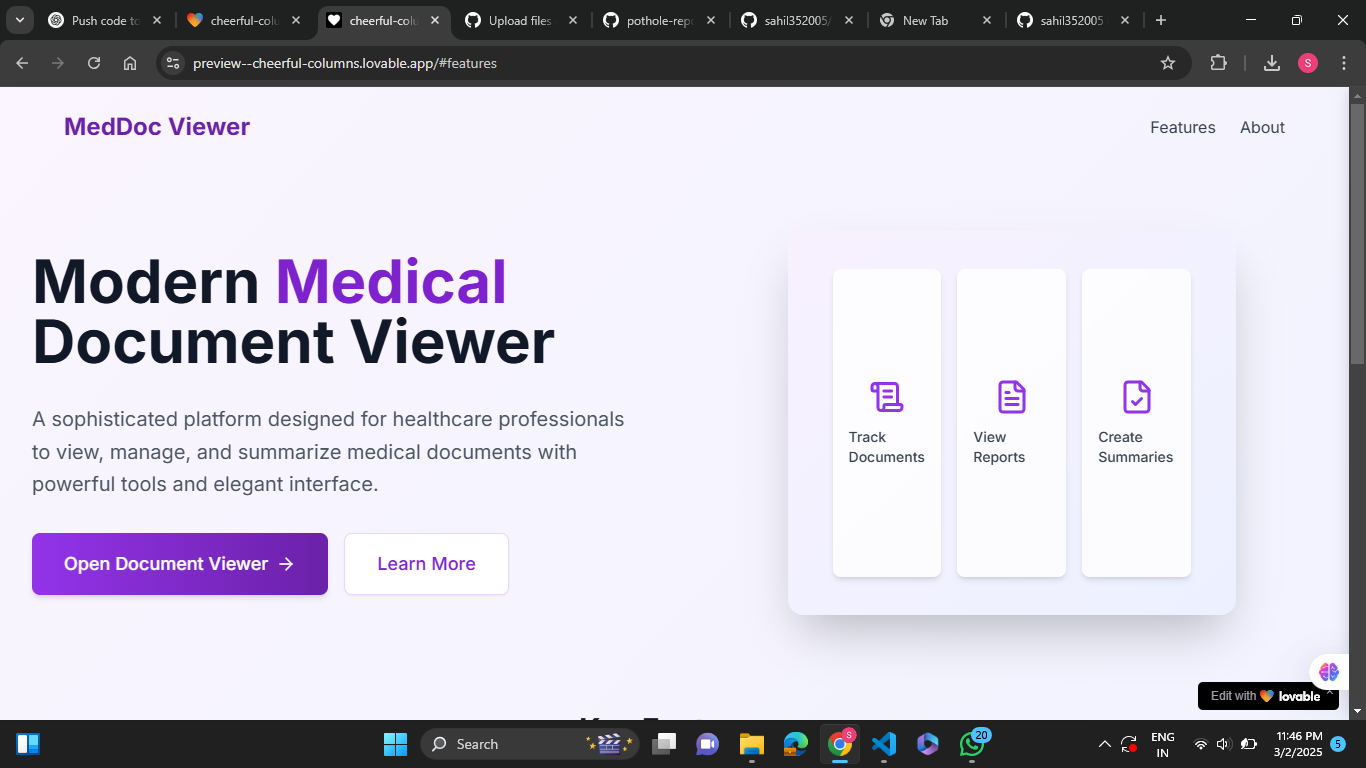 Push code to
cheerful-colu
cheerful-colu
Upload files
pothole-repo
sahil352005/
New Tab
sahil352005
preview--cheerful-columns.lovable.app/#features
S
MedDoc Viewer
Features
About
Modern Medical
Document Viewer
A sophisticated platform designed for healthcare professionals
to view, manage, and summarize medical documents with
powerful tools and elegant interface.
Open Document Viewer →
Learn More
Track
Documents
View
Reports
Create
Summaries
Edit with lovable
Search
S
20
ENG
IN
11:46 PM
3/2/2025
5